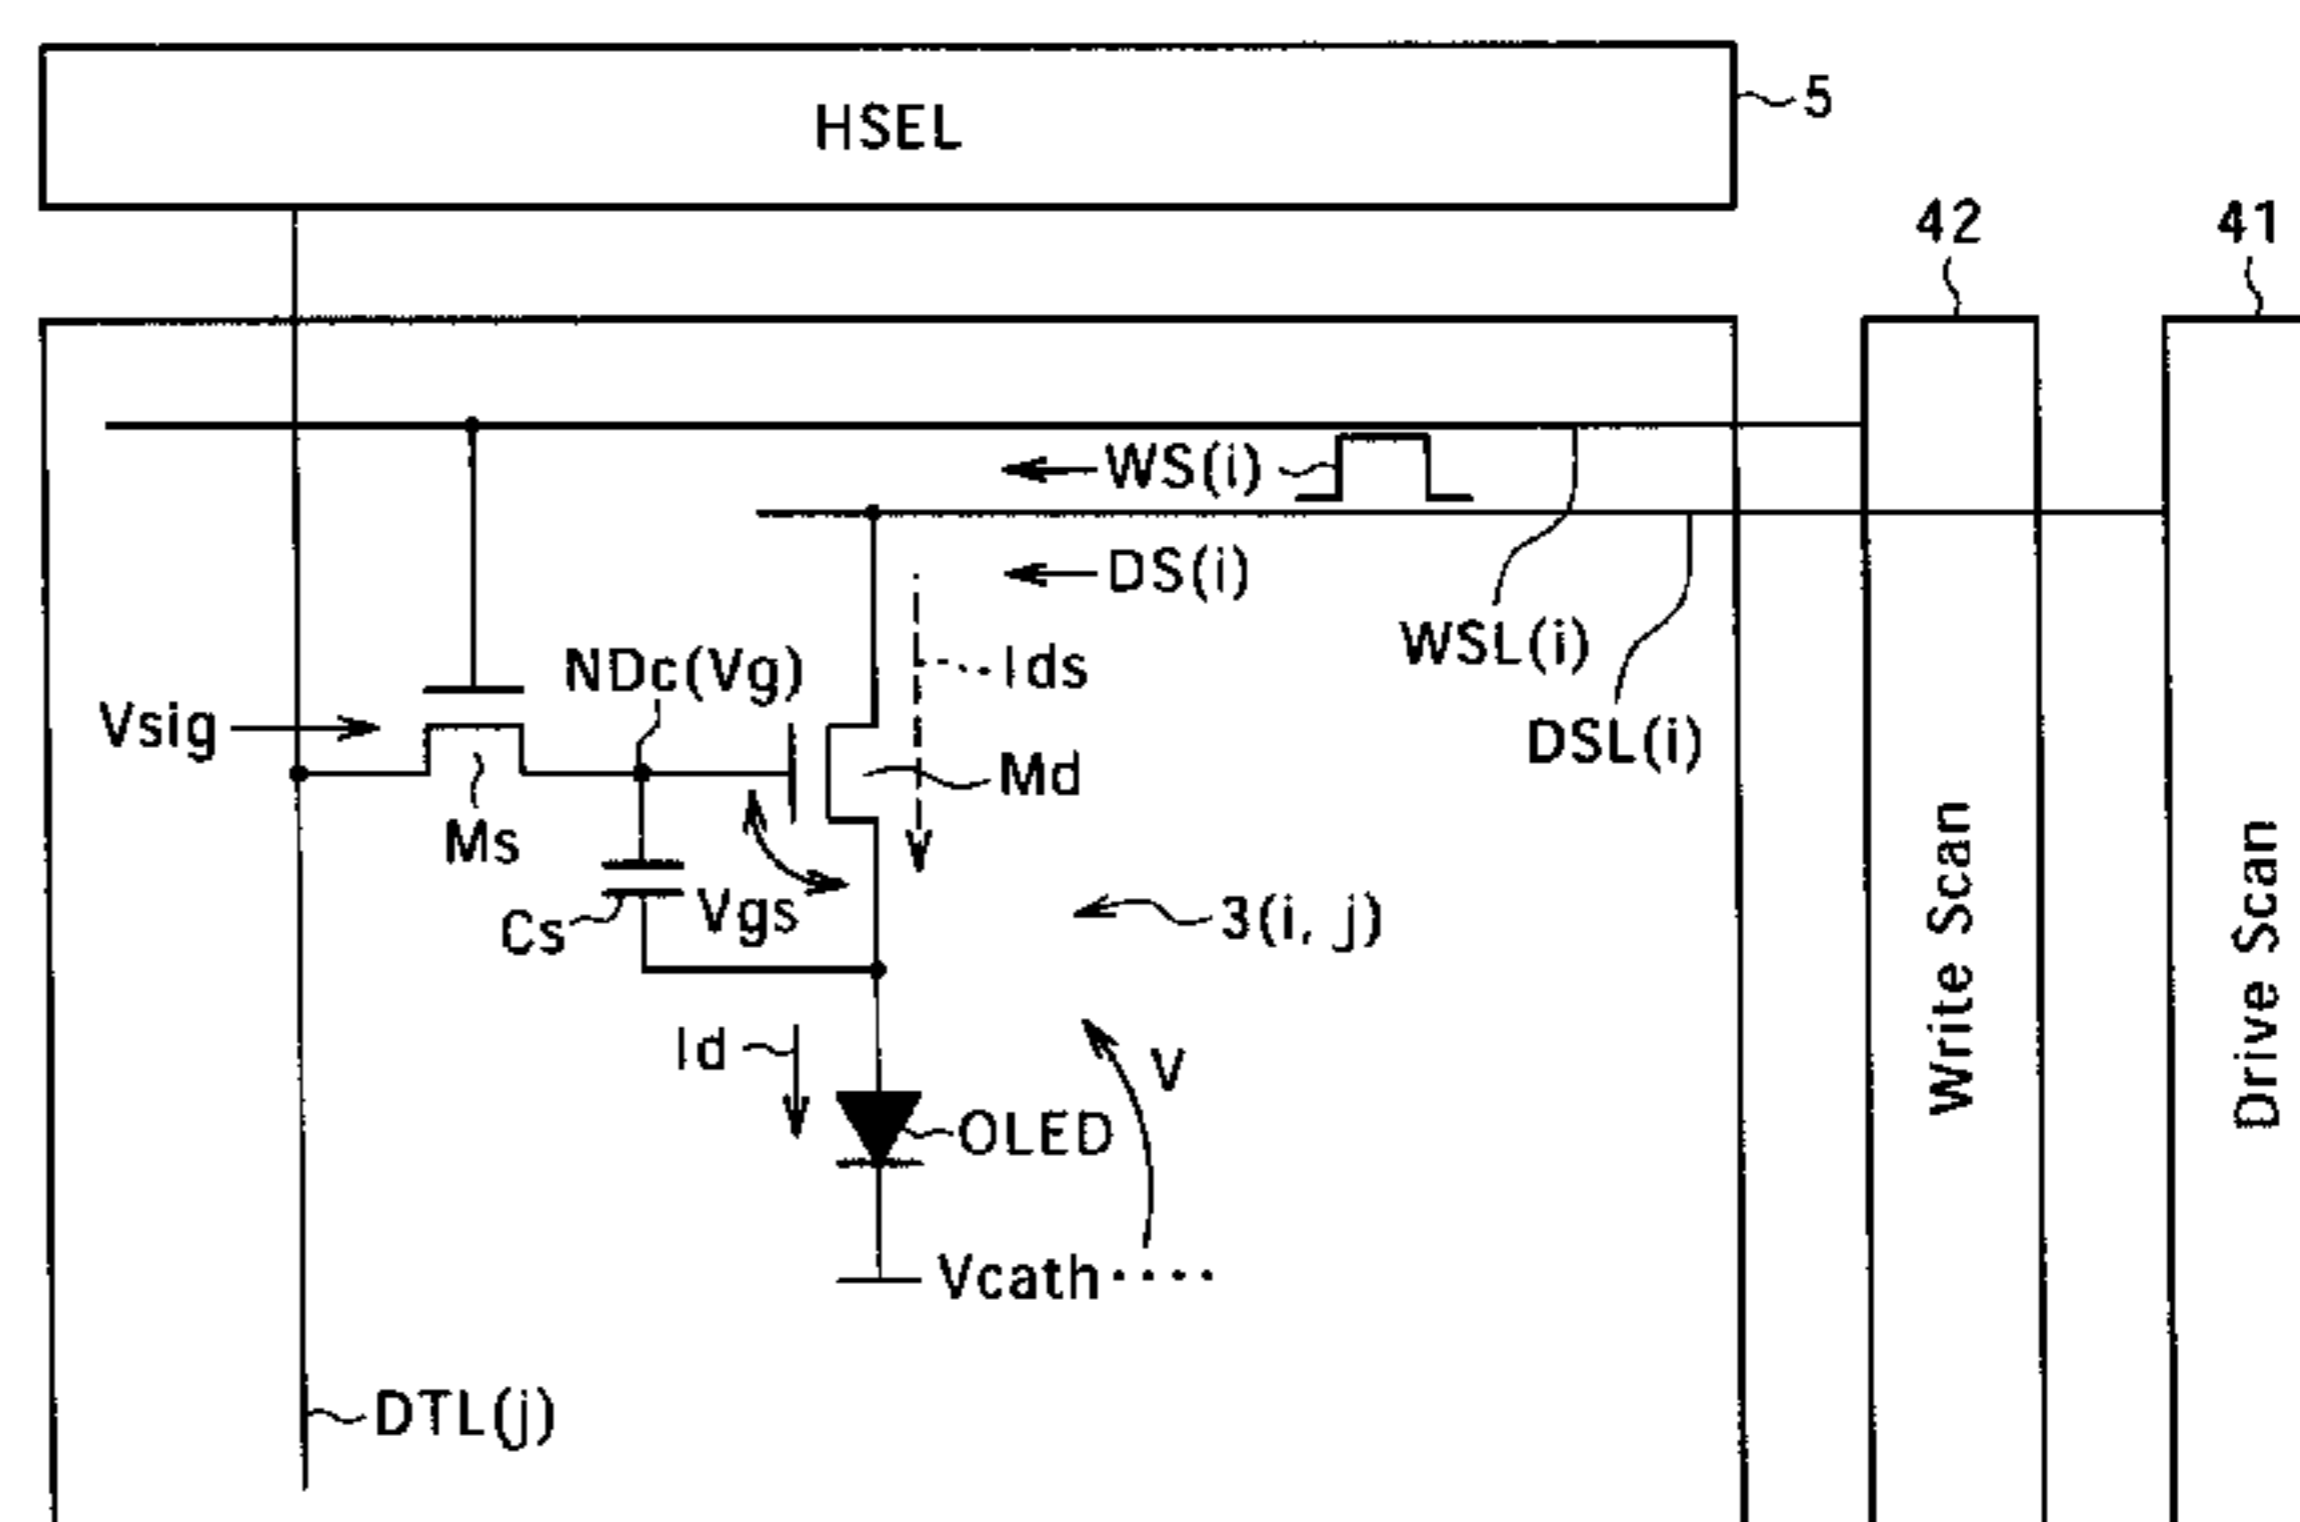 HSEL
5
42
41
WS(i)
DS(i)
WSL(i)
DSL(i)
NDc(Vg)
Ids
Vsig
Md
Ms
Cs
Vgs
3(i, j)
Id
V
OLED
Vcath····
DTL(j)
Write Scan
Drive Scan